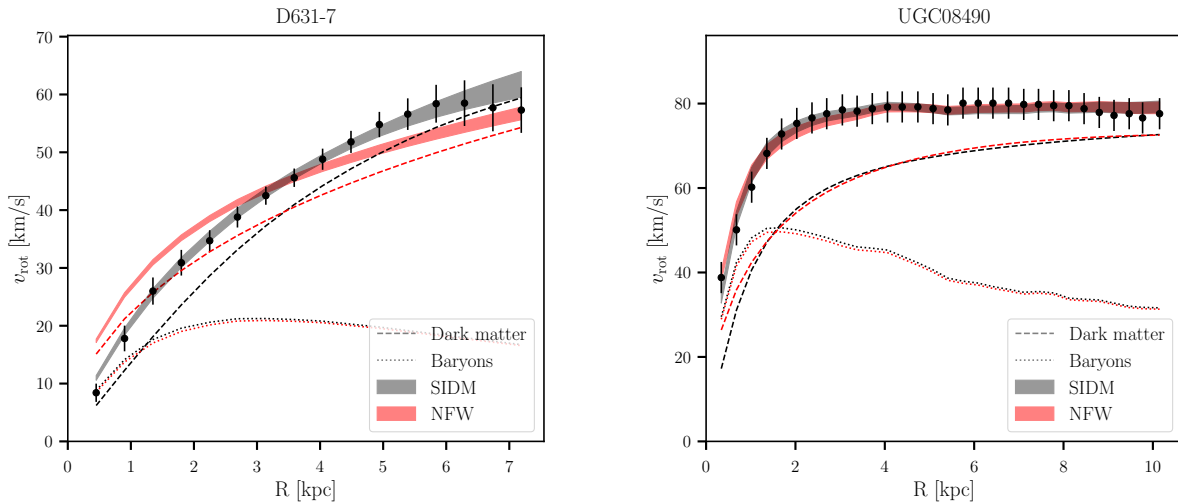 D631-7
70
60
50
40
30
20
10
0
v_rot [km/s]
0 1 2 3 4 5 6 7
R [kpc]
Dark matter
Baryons
SIDM
NFW
UGC08490
80
60
40
20
0
v_rot [km/s]
0 2 4 6 8 10
R [kpc]
Dark matter
Baryons
SIDM
NFW